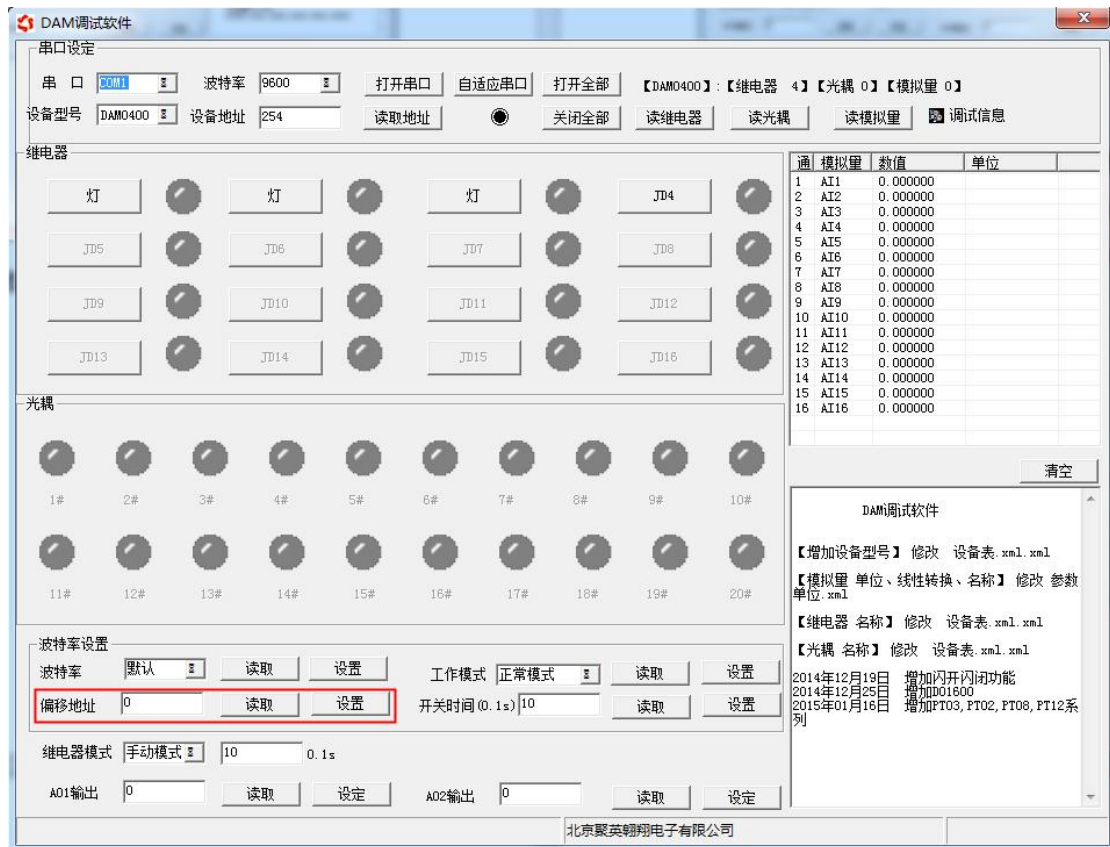 DAM调试软件
串口设定
串 口 COM1 波特率 9600 打开串口 自适应串口 打开全部 【DAM0400】:【继电器 4】【光耦 0】【模拟量 0】
设备型号 DAM0400 设备地址 254 读取地址 关闭全部 读继电器 读光耦 读模拟量 调试信息
继电器
灯 灯 灯 JD4
JD5 JD6 JD7 JD8
JD9 JD10 JD11 JD12
JD13 JD14 JD15 JD16
通 模拟量 数值 单位
1 AI1 0.000000
2 AI2 0.000000
3 AI3 0.000000
4 AI4 0.000000
5 AI5 0.000000
6 AI6 0.000000
7 AI7 0.000000
8 AI8 0.000000
9 AI9 0.000000
10 AI10 0.000000
11 AI11 0.000000
12 AI12 0.000000
13 AI13 0.000000
14 AI14 0.000000
15 AI15 0.000000
16 AI16 0.000000
光耦
1# 2# 3# 4# 5# 6# 7# 8# 9# 10#
11# 12# 13# 14# 15# 16# 17# 18# 19# 20#
清空
DAM调试软件
【增加设备型号】 修改 设备表.xml.xml
【模拟量 单位、线性转换、名称】 修改 参数
单位.xml
【继电器 名称】 修改 设备表.xml.xml
【光耦 名称】 修改 设备表.xml.xml
2014年12月19日 增加闪开闪闭功能
2014年12月25日 增加DO1600
2015年01月16日 增加PT03,PT02,PT08,PT12系
列
波特率设置
波特率 默认 读取 设置 工作模式 正常模式 读取 设置
偏移地址 0 读取 设置 开关时间(0.1s) 10 读取 设置
继电器模式 手动模式 10 0.1s
AO1输出 0 读取 设定 AO2输出 0 读取 设定
北京聚英翱翔电子有限公司